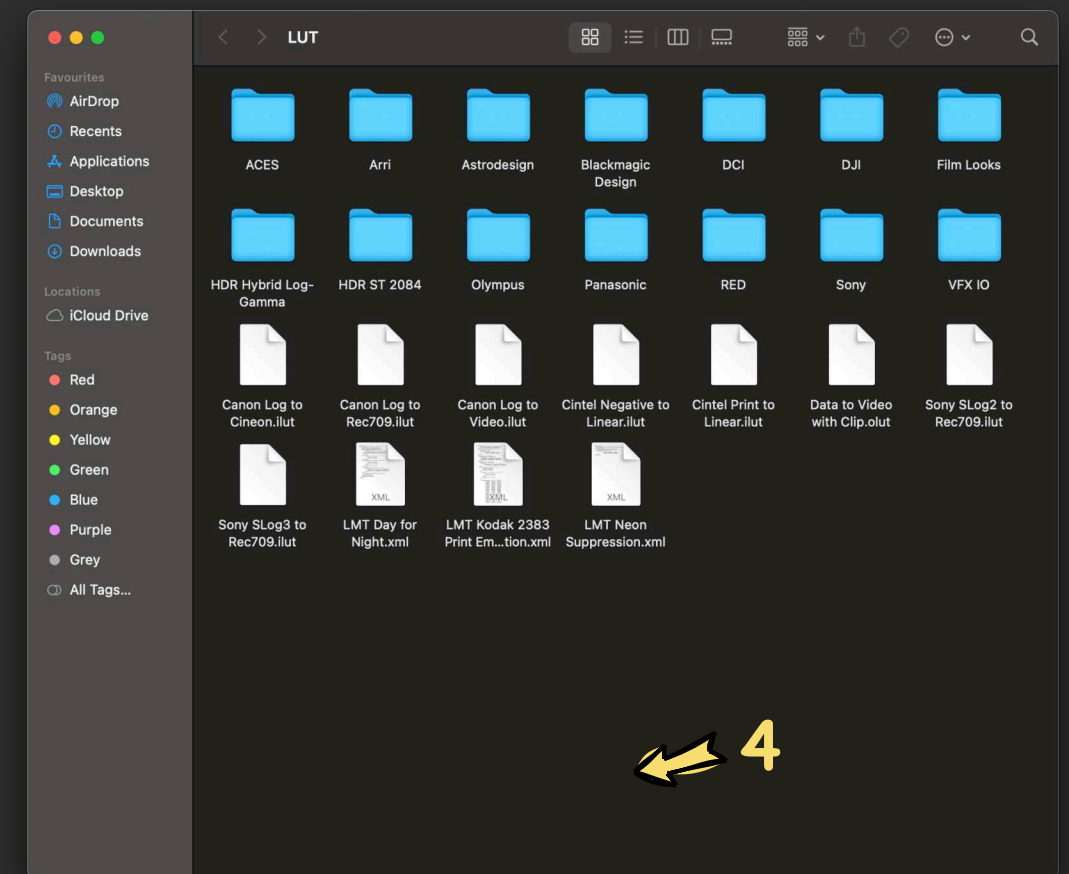 LUT
Favourites
AirDrop
Recents
Applications
Desktop
Documents
Downloads
Locations
iCloud Drive
Tags
Red
Orange
Yellow
Green
Blue
Purple
Grey
All Tags...
ACES
Arri
Astrodesign
Blackmagic
Design
DCI
DJI
Film Looks
HDR Hybrid Log-
Gamma
HDR ST 2084
Olympus
Panasonic
RED
Sony
VFX IO
Canon Log to
Cineon.ilut
Canon Log to
Rec709.ilut
Canon Log to
Video.ilut
Cintel Negative to
Linear.ilut
Cintel Print to
Linear.ilut
Data to Video
with Clip.olut
Sony SLog2 to
Rec709.ilut
Sony SLog3 to
Rec709.ilut
XML
LMT Day for
Night.xml
XML
LMT Kodak 2383
Print Em...tion.xml
XML
LMT Neon
Suppression.xml
4